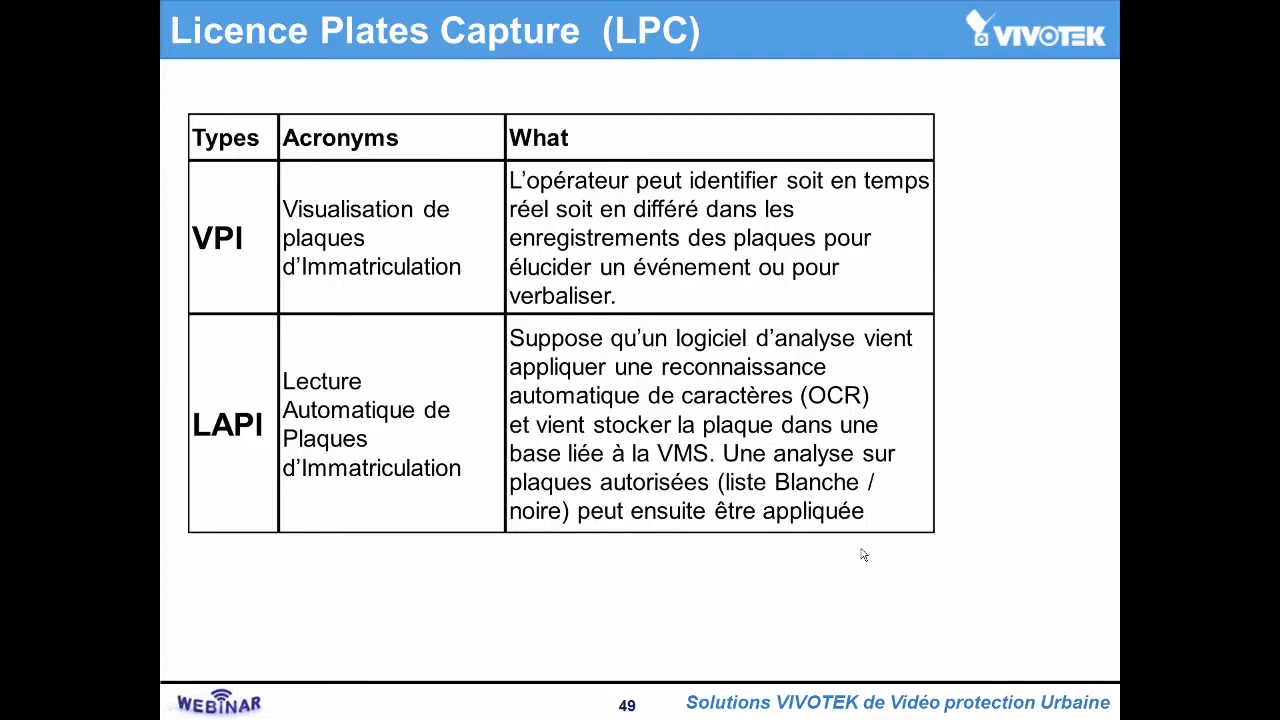 Licence Plates Capture (LPC)
VIVOTEK
Types
Acronyms
What
VPI
Visualisation de
plaques
d’Immatriculation
L’opérateur peut identifier soit en temps
réel soit en différé dans les
enregistrements des plaques pour
élucider un événement ou pour
verbaliser.
LAPI
Lecture
Automatique de
Plaques
d’Immatriculation
Suppose qu’un logiciel d’analyse vient
appliquer une reconnaissance
automatique de caractères (OCR)
et vient stocker la plaque dans une
base liée à la VMS. Une analyse sur
plaques autorisées (liste Blanche /
noire) peut ensuite être appliquée
WEBINAR
49
Solutions VIVOTEK de Vidéo protection Urbaine